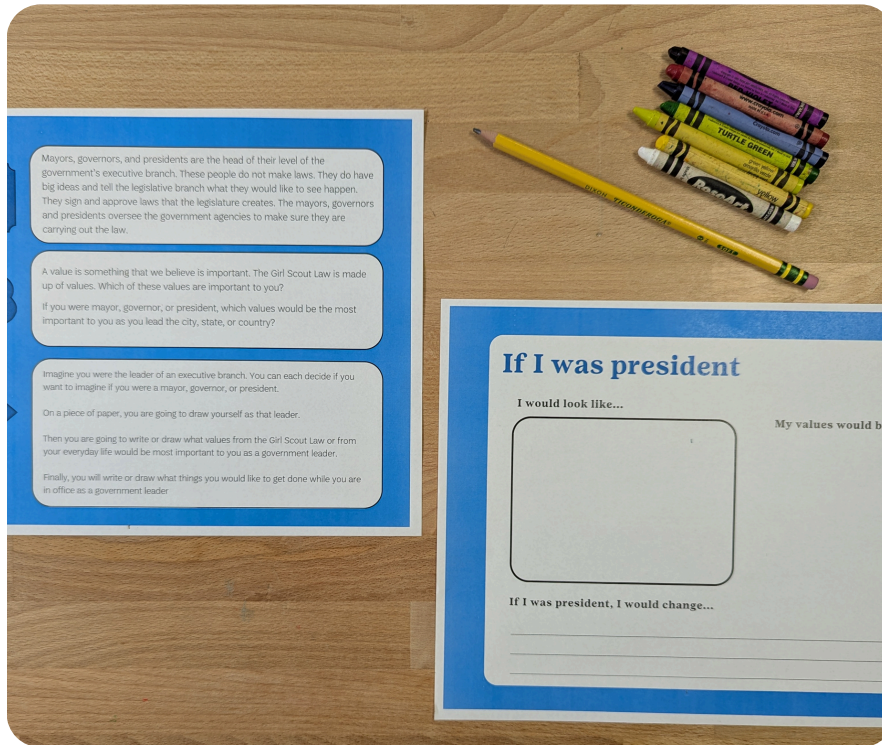 Mayors, governors, and presidents are the head of their level of the
government's executive branch. These people do not make laws. They do have
big ideas and tell the legislative branch what they would like to see happen.
They sign and approve laws that the legislature creates. The mayors, governors
and presidents oversee the government agencies to make sure they are
carrying out the law.
A value is something that we believe is important. The Girl Scout Law is made
up of values. Which of these values are important to you?
If you were mayor, governor, or president, which values would be the most
important to you as you lead the city, state, or country?
Imagine you were the leader of an executive branch. You can each decide if you
want to imagine if you were a mayor, governor, or president.
On a piece of paper, you are going to draw yourself as that leader.
Then you are going to write or draw what values from the Girl Scout Law or from
your everyday life would be most important to you as a government leader.
Finally, you will write or draw what things you would like to get done while you are
in office as a government leader
TURTLE GREEN
yellow
RoseArt
DIXON TICONDEROGA
If I was president
I would look like...
My values would b
If I was president, I would change...